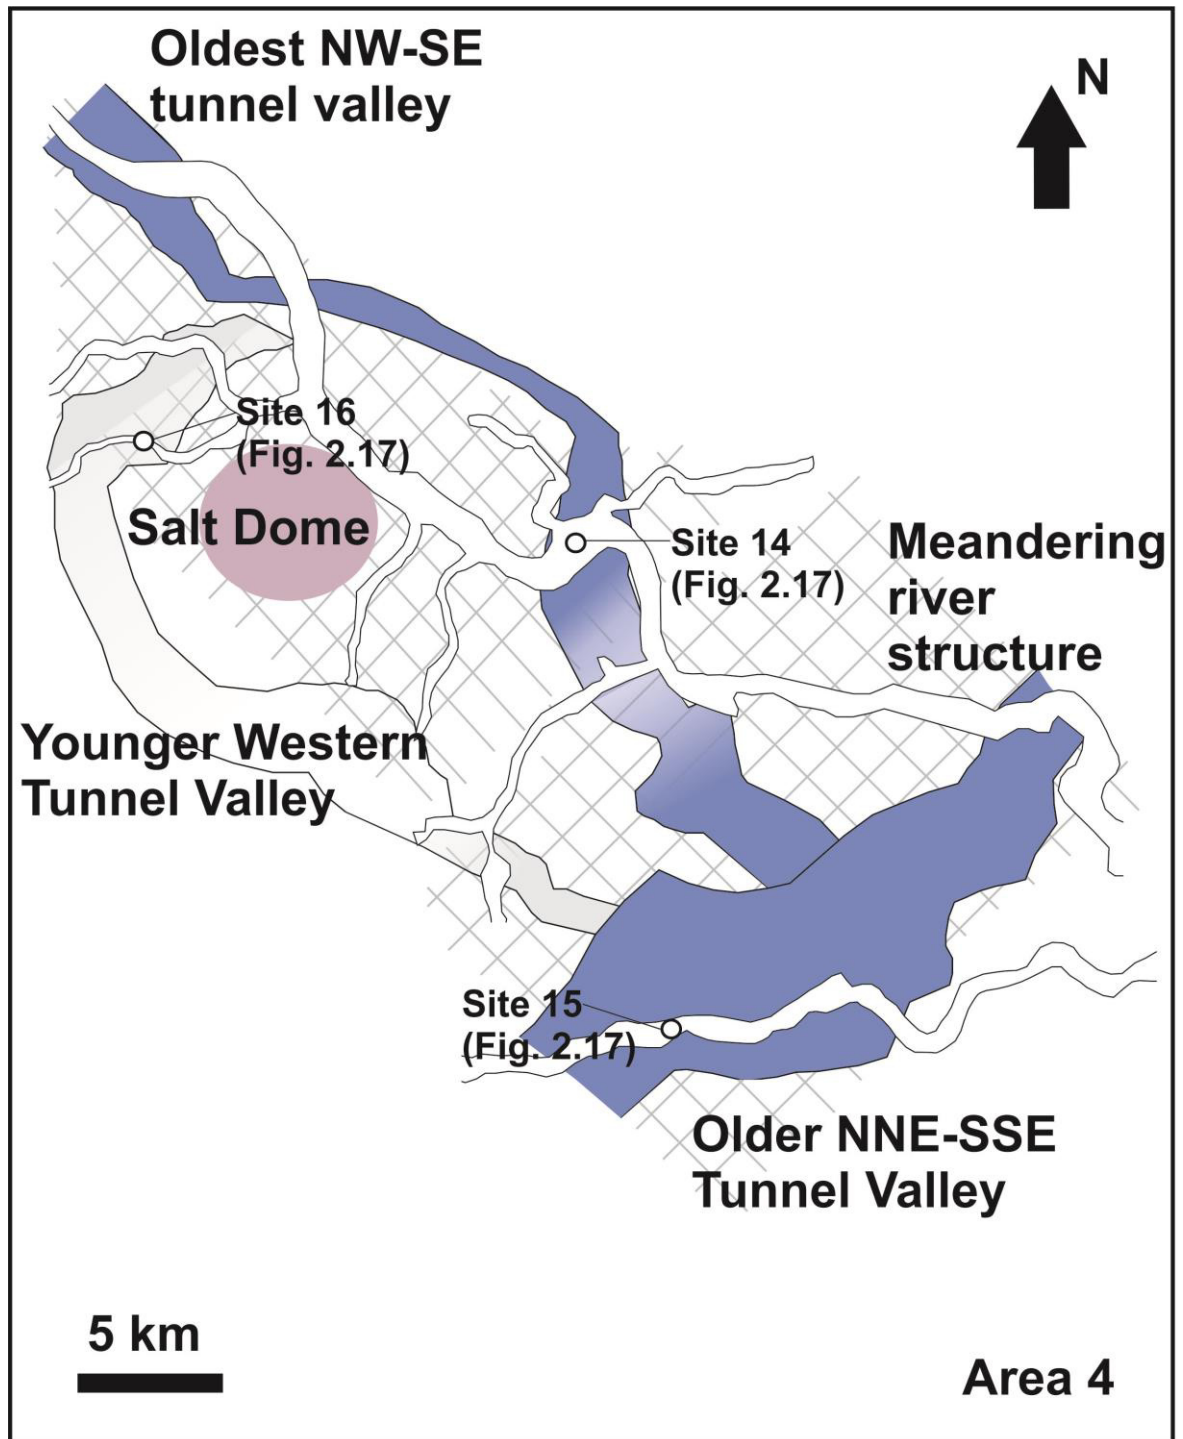 Oldest NW-SE
tunnel valley
N
Site 16
(Fig. 2.17)
Salt Dome
Site 14
(Fig. 2.17)
Meandering
river
structure
Younger Western
Tunnel Valley
Site 15
(Fig. 2.17)
Older NNE-SSE
Tunnel Valley
5 km
Area 4